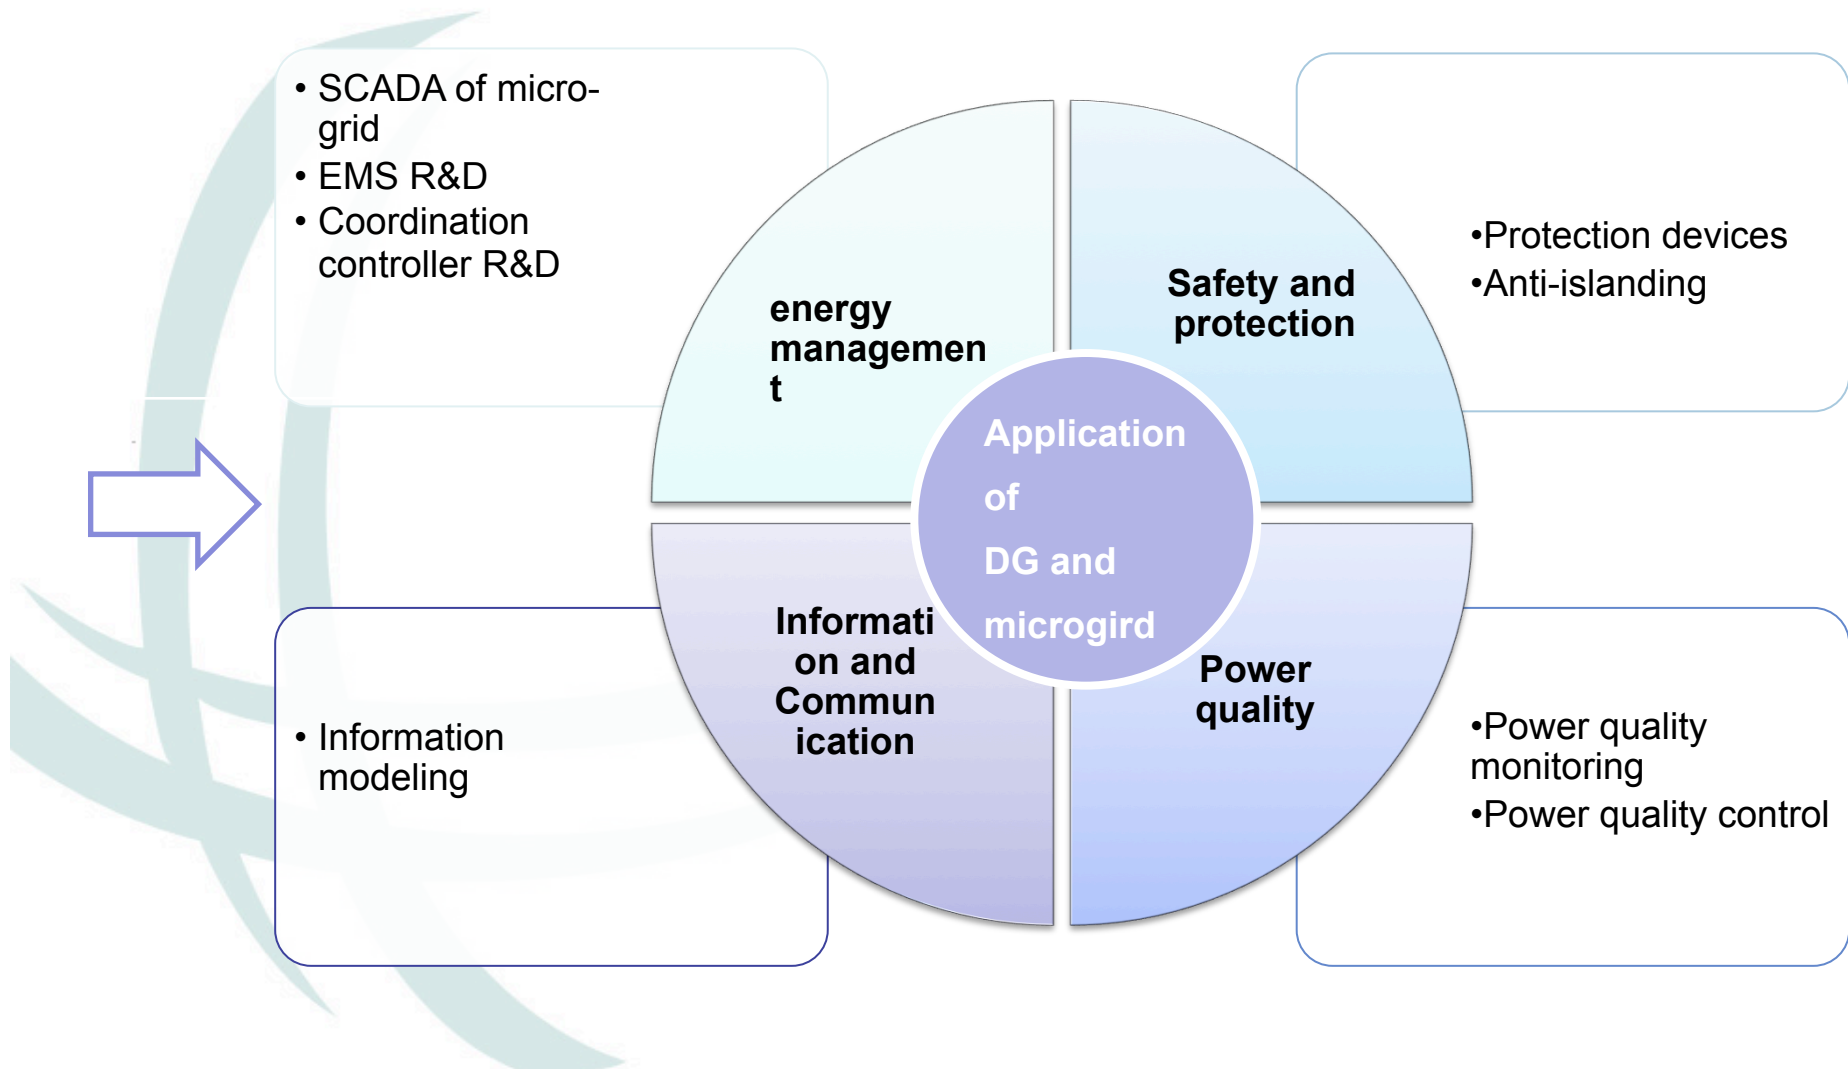 • SCADA of micro-
grid
• EMS R&D
• Coordination
controller R&D
energy
managemen
t
Safety and
protection
•Protection devices
•Anti-islanding
Application
of
DG and
microgird
Informati
on and
Commun
ication
Power
quality
• Information
modeling
•Power quality
monitoring
•Power quality control